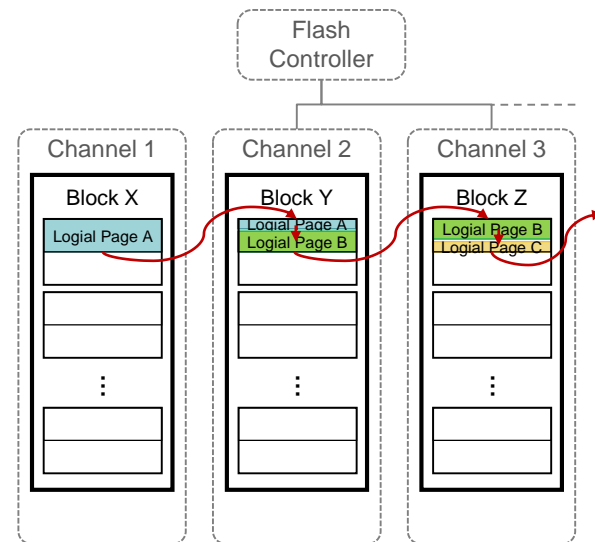 Flash
Controller
Channel 1
Channel 2
Channel 3
Block X
Block Y
Block Z
Logial Page A
Logial Page A
Logial Page B
Logial Page B
Logial Page C
...
...
...